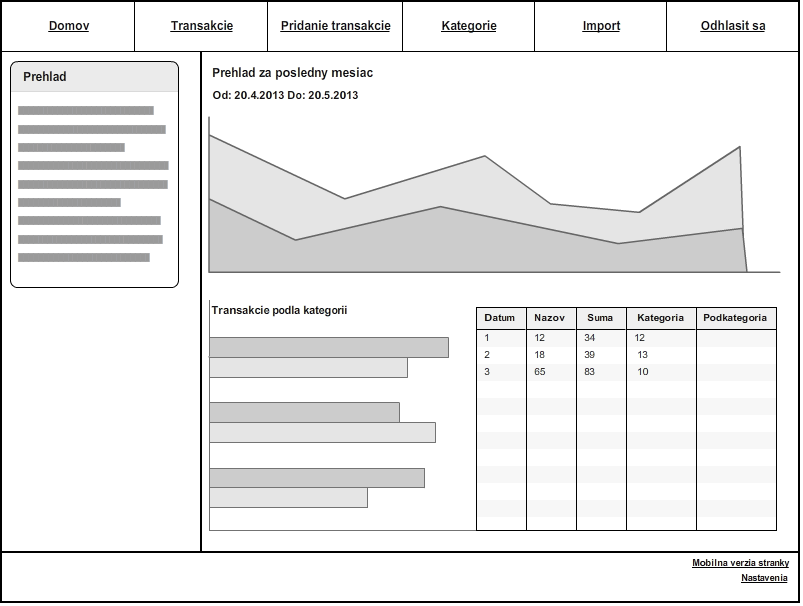 Domov Transakcie Pridanie transakcie Kategorie Import Odhlasit sa
Prehlad
Prehlad za posledny mesiac
Od: 20.4.2013 Do: 20.5.2013
Transakcie podla kategorii
Datum Nazov Suma Kategoria Podkategoria
1 12 34 12
2 18 39 13
3 65 83 10
Mobilna verzia stranky
Nastavenia